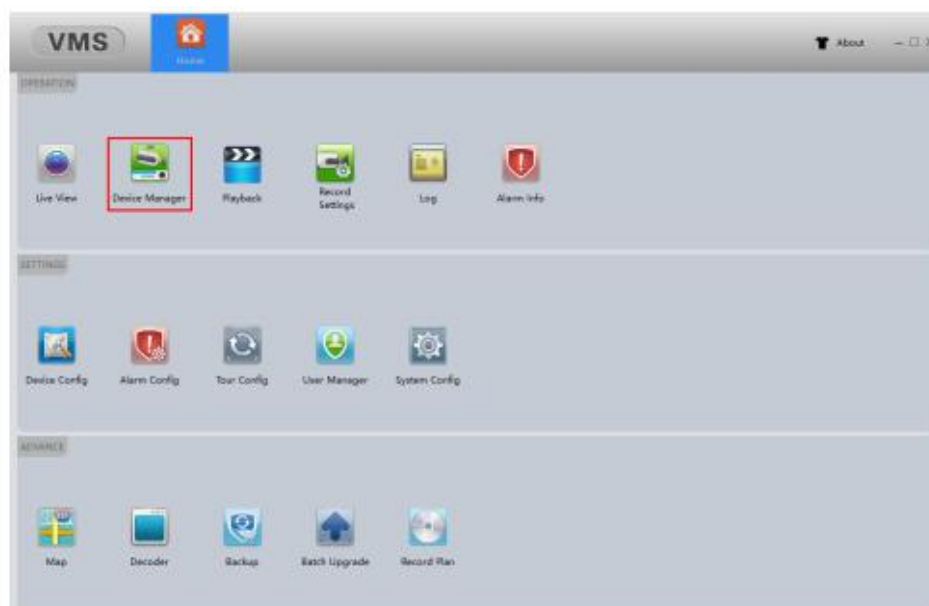 VMS
Home
About
OPERATION
Live View
Device Manager
Playback
Record
Settings
Log
Alarm Info
SETTINGS
Device Config
Alarm Config
Tour Config
User Manager
System Config
ADVANCE
Map
Decoder
Backup
Batch Upgrade
Record Plan